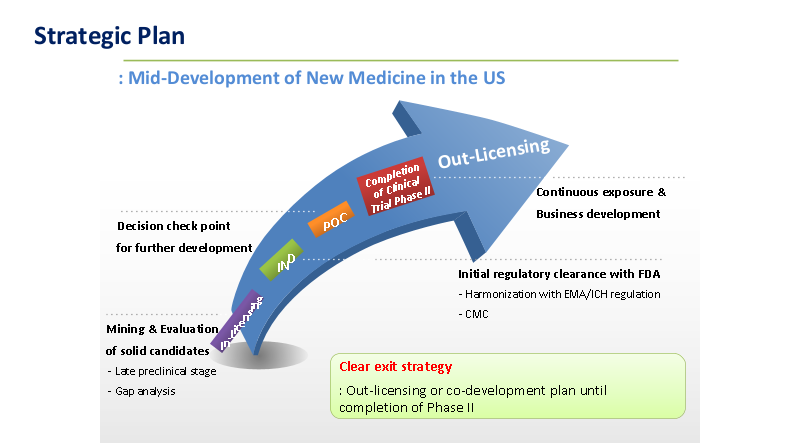 Strategic Plan
: Mid-Development of New Medicine in the US
Out-Licensing
Completion
of Clinical
Trial Phase II
Continuous exposure &
Business development
POC
Decision check point
for further development
IND
Initial regulatory clearance with FDA
- Harmonization with EMA/ICH regulation
- CMC
In-Licensing
Mining & Evaluation
of solid candidates
- Late preclinical stage
- Gap analysis
Clear exit strategy
: Out-licensing or co-development plan until
completion of Phase II